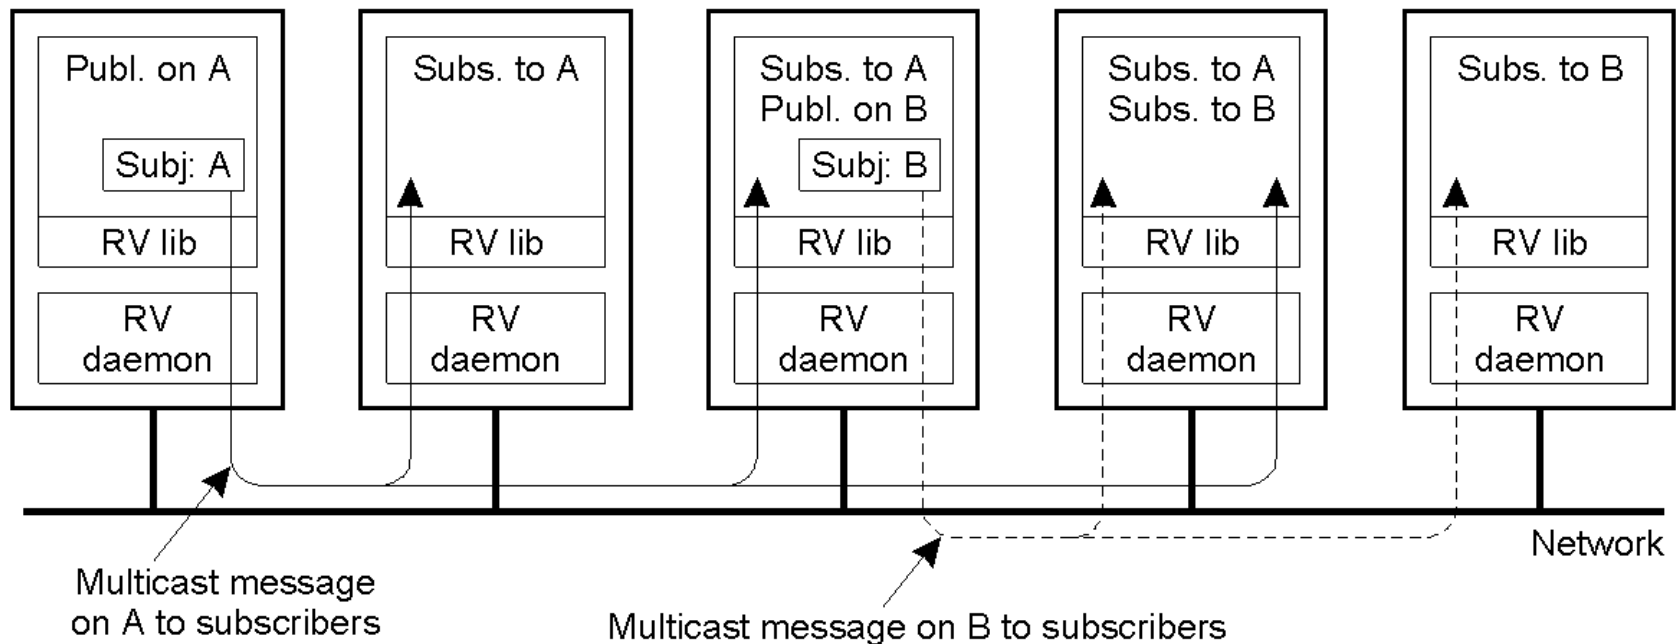 Publ. on A
Subj: A
RV lib
RV
daemon
Subs. to A
RV lib
RV
daemon
Subs. to A
Publ. on B
Subj: B
RV lib
RV
daemon
Subs. to A
Subs. to B
RV lib
RV
daemon
Subs. to B
RV lib
RV
daemon
Network
Multicast message
on A to subscribers
Multicast message on B to subscribers